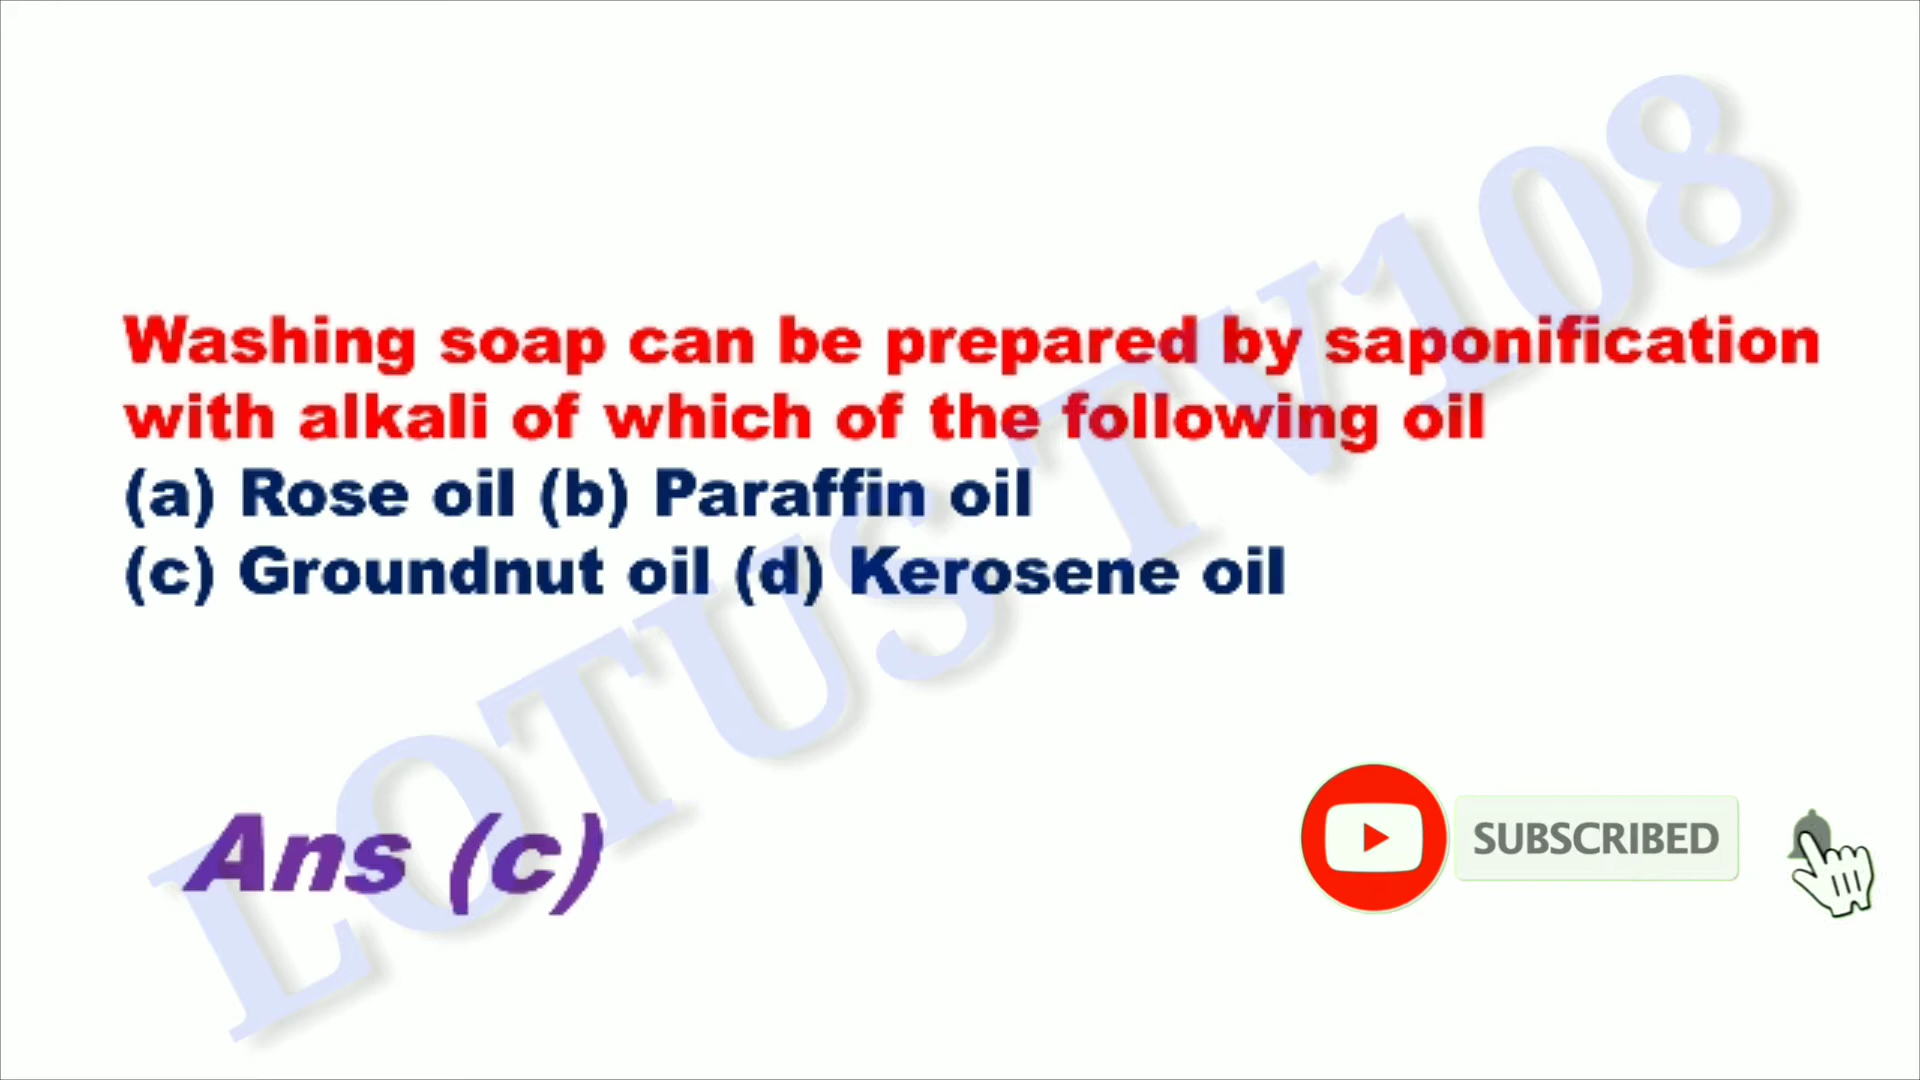 Washing soap can be prepared by saponification
with alkali of which of the following oil
(a) Rose oil (b) Paraffin oil
(c) Groundnut oil (d) Kerosene oil
Ans (c)
SUBSCRIBED
LOTUS TV108